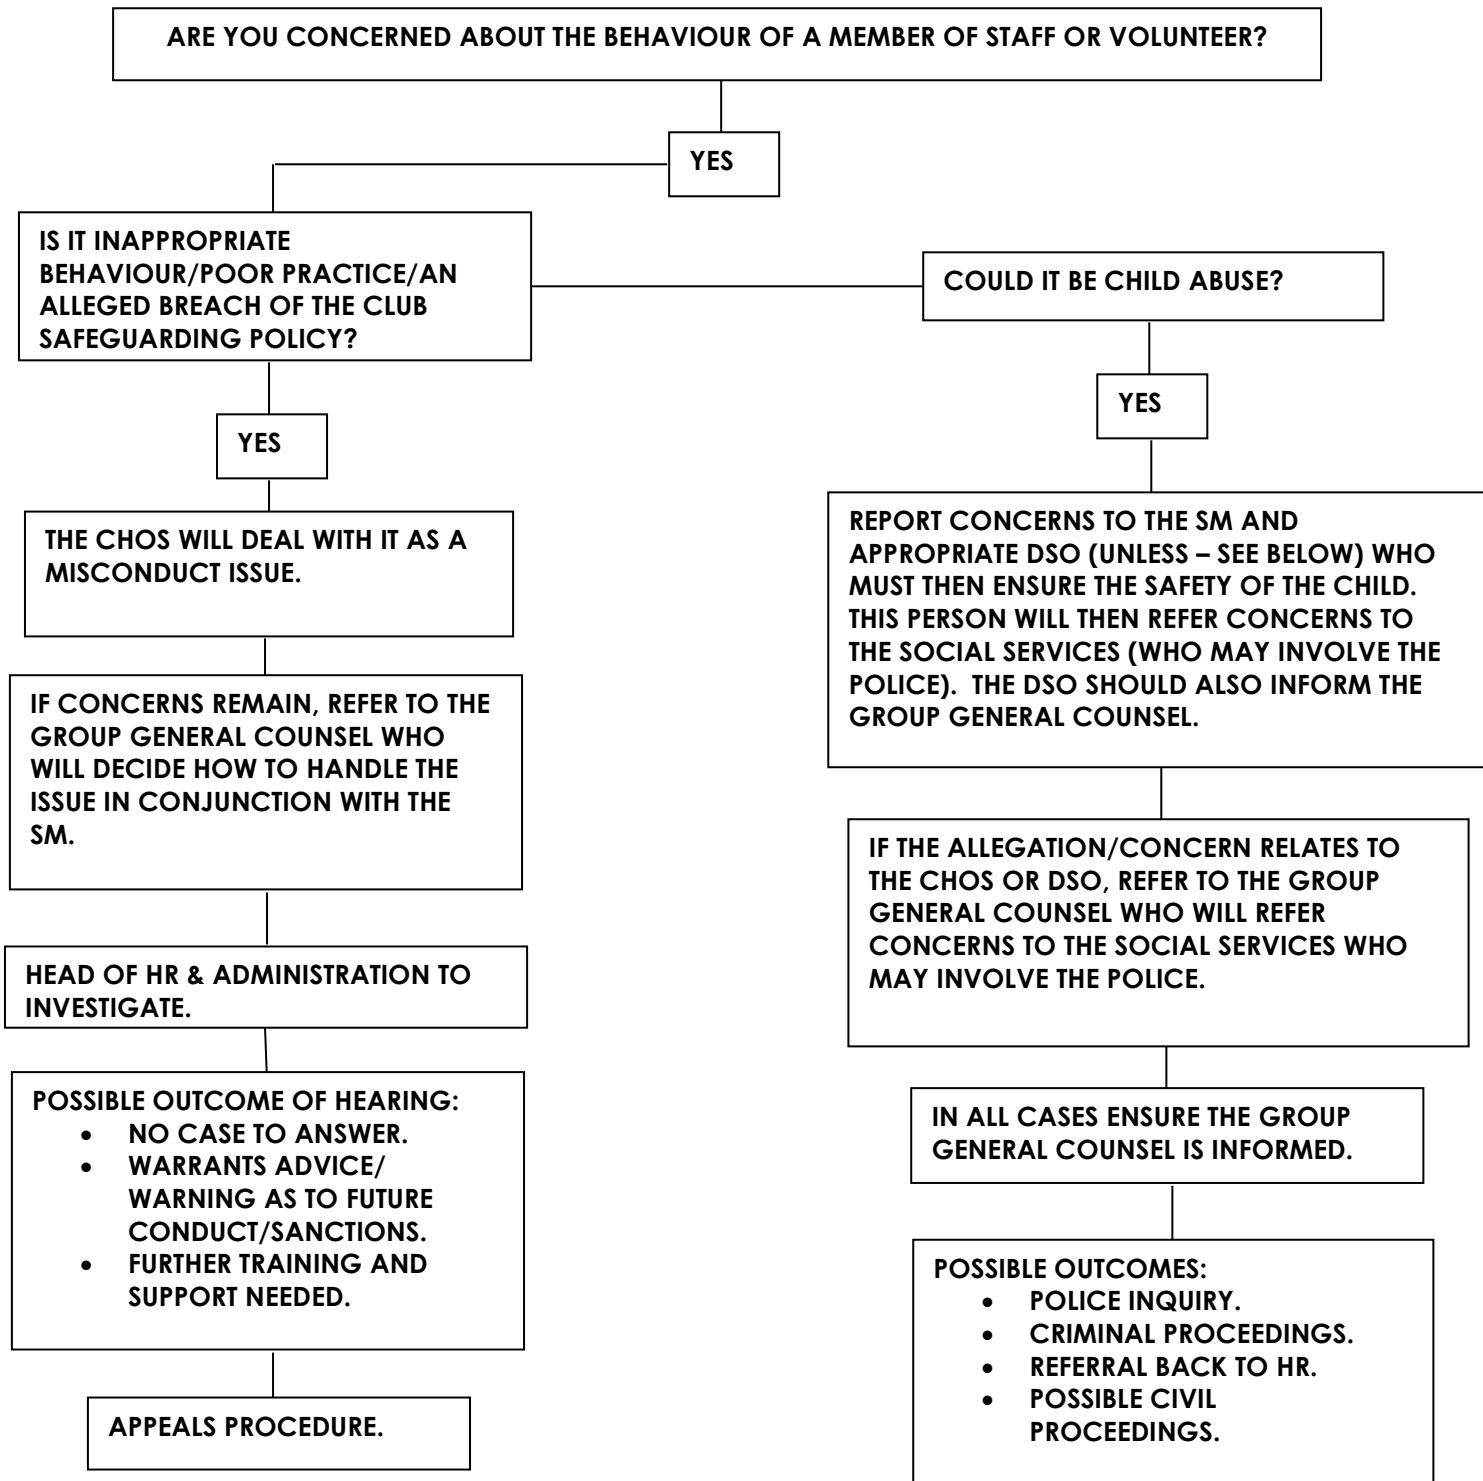 ARE YOU CONCERNED ABOUT THE BEHAVIOUR OF A MEMBER OF STAFF OR VOLUNTEER?
YES
IS IT INAPPROPRIATE
BEHAVIOUR/POOR PRACTICE/AN
ALLEGED BREACH OF THE CLUB
SAFEGUARDING POLICY?
YES
THE CHOS WILL DEAL WITH IT AS A
MISCONDUCT ISSUE.
IF CONCERNS REMAIN, REFER TO THE
GROUP GENERAL COUNSEL WHO
WILL DECIDE HOW TO HANDLE THE
ISSUE IN CONJUNCTION WITH THE
SM.
HEAD OF HR & ADMINISTRATION TO
INVESTIGATE.
POSSIBLE OUTCOME OF HEARING:
• NO CASE TO ANSWER.
• WARRANTS ADVICE/
WARNING AS TO FUTURE
CONDUCT/SANCTIONS.
• FURTHER TRAINING AND
SUPPORT NEEDED.
APPEALS PROCEDURE.
COULD IT BE CHILD ABUSE?
YES
REPORT CONCERNS TO THE SM AND
APPROPRIATE DSO (UNLESS – SEE BELOW) WHO
MUST THEN ENSURE THE SAFETY OF THE CHILD.
THIS PERSON WILL THEN REFER CONCERNS TO
THE SOCIAL SERVICES (WHO MAY INVOLVE THE
POLICE). THE DSO SHOULD ALSO INFORM THE
GROUP GENERAL COUNSEL.
IF THE ALLEGATION/CONCERN RELATES TO
THE CHOS OR DSO, REFER TO THE GROUP
GENERAL COUNSEL WHO WILL REFER
CONCERNS TO THE SOCIAL SERVICES WHO
MAY INVOLVE THE POLICE.
IN ALL CASES ENSURE THE GROUP
GENERAL COUNSEL IS INFORMED.
POSSIBLE OUTCOMES:
• POLICE INQUIRY.
• CRIMINAL PROCEEDINGS.
• REFERRAL BACK TO HR.
• POSSIBLE CIVIL
PROCEEDINGS.